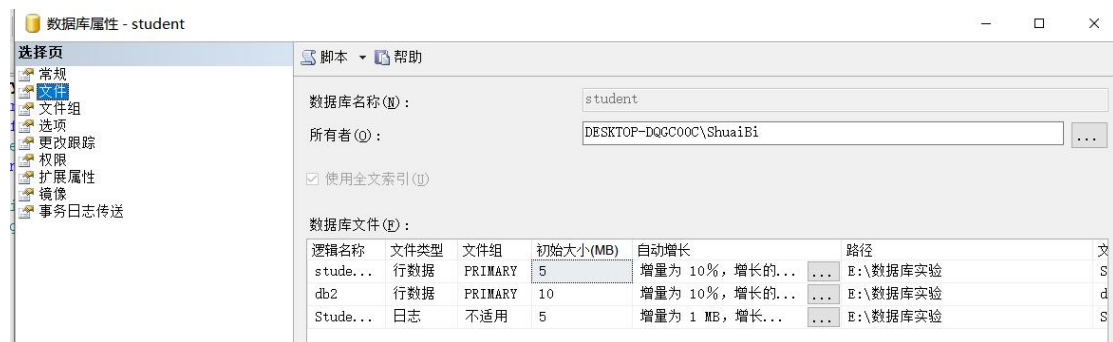 数据库属性 - student
选择页
常规
文件
文件组
选项
更改跟踪
权限
扩展属性
镜像
事务日志传送
脚本 帮助
数据库名称(N): student
所有者(O): DESKTOP-DQGC00C\ShuaiBi ...
使用全文索引(U)
数据库文件(F):
逻辑名称 文件类型 文件组 初始大小(MB) 自动增长 路径 文
stude... 行数据 PRIMARY 5 增量为 10%，增长的... ... E:\数据库实验 S
db2 行数据 PRIMARY 10 增量为 10%，增长的... ... E:\数据库实验 d
Stude... 日志 不适用 5 增量为 1 MB，增长... ... E:\数据库实验 S